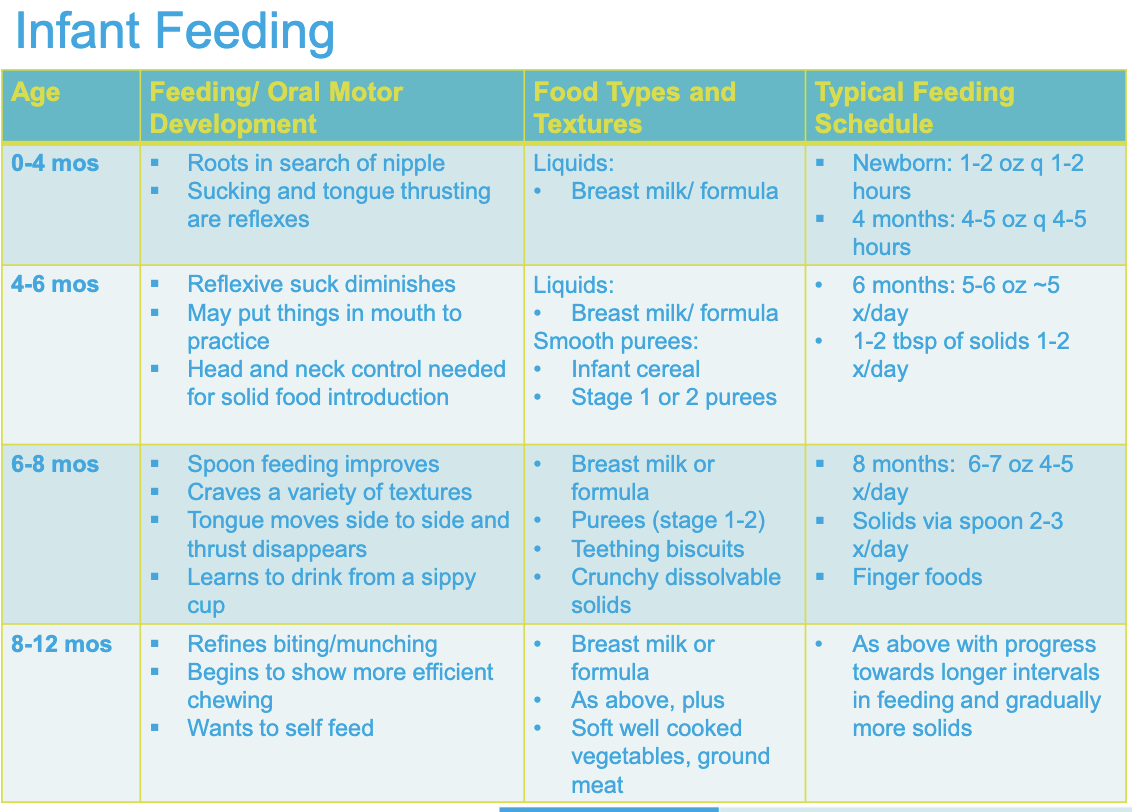 Infant Feeding
Age
Feeding/ Oral Motor
Development
Food Types and
Textures
Typical Feeding
Schedule
0-4 mos
▪ Roots in search of nipple
▪ Sucking and tongue thrusting
are reflexes
Liquids:
• Breast milk/ formula
▪ Newborn: 1-2 oz q 1-2
hours
▪ 4 months: 4-5 oz q 4-5
hours
4-6 mos
▪ Reflexive suck diminishes
▪ May put things in mouth to
practice
▪ Head and neck control needed
for solid food introduction
Liquids:
• Breast milk/ formula
Smooth purees:
• Infant cereal
• Stage 1 or 2 purees
• 6 months: 5-6 oz ~5
x/day
• 1-2 tbsp of solids 1-2
x/day
6-8 mos
▪ Spoon feeding improves
▪ Craves a variety of textures
▪ Tongue moves side to side and
thrust disappears
▪ Learns to drink from a sippy
cup
• Breast milk or
formula
• Purees (stage 1-2)
• Teething biscuits
• Crunchy dissolvable
solids
▪ 8 months: 6-7 oz 4-5
x/day
▪ Solids via spoon 2-3
x/day
▪ Finger foods
8-12 mos
▪ Refines biting/munching
▪ Begins to show more efficient
chewing
▪ Wants to self feed
• Breast milk or
formula
• As above, plus
• Soft well cooked
vegetables, ground
meat
• As above with progress
towards longer intervals
in feeding and gradually
more solids